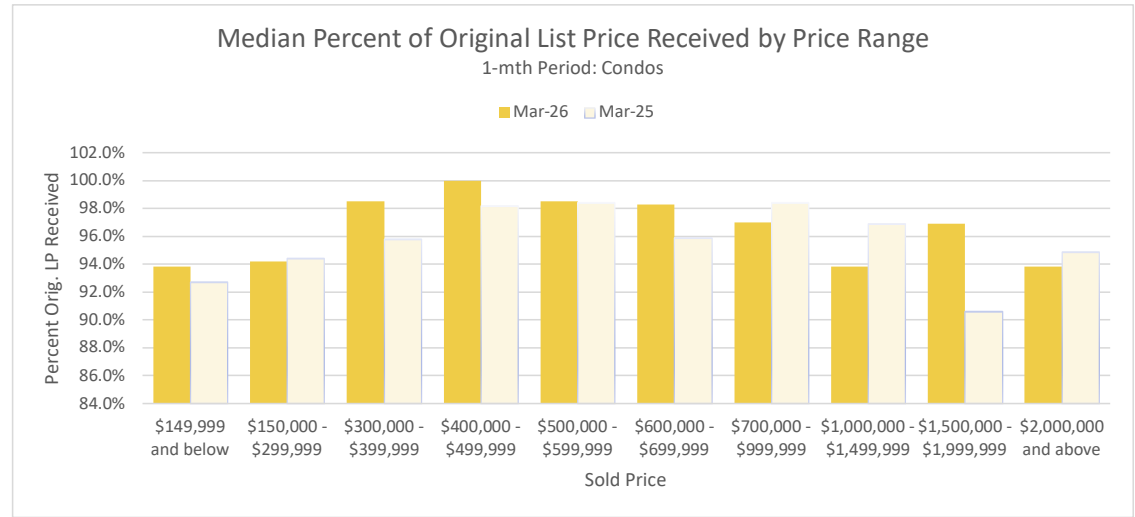 Median Percent of Original List Price Received by Price Range
1-mth Period: Condos
Mar-26 Mar-25
Percent Orig. LP Received
102.0%
100.0%
98.0%
96.0%
94.0%
92.0%
90.0%
88.0%
86.0%
84.0%
$149,999 $150,000 - $300,000 - $400,000 - $500,000 - $600,000 - $700,000 - $1,000,000 - $1,500,000 - $2,000,000
and below $299,999 $399,999 $499,999 $599,999 $699,999 $999,999 $1,499,999 $1,999,999 and above
Sold Price